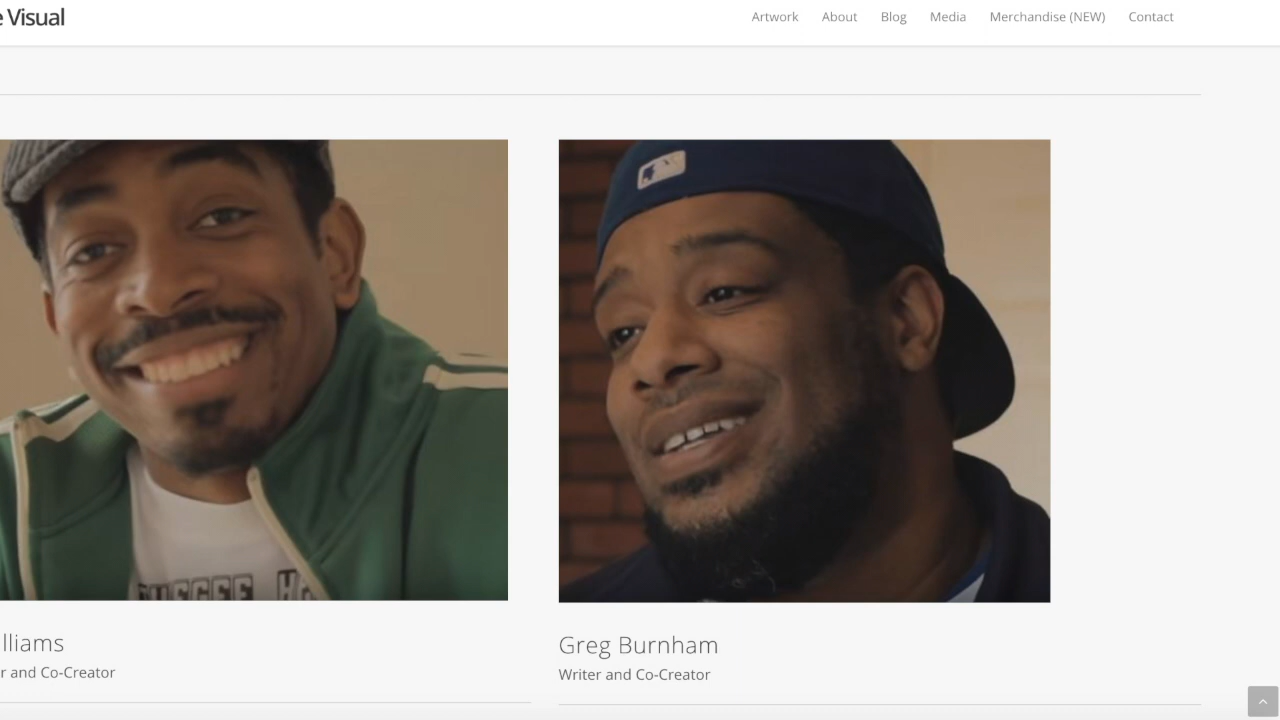 e Visual
Artwork About Blog Media Merchandise (NEW) Contact
lliams
r and Co-Creator
Greg Burnham
Writer and Co-Creator